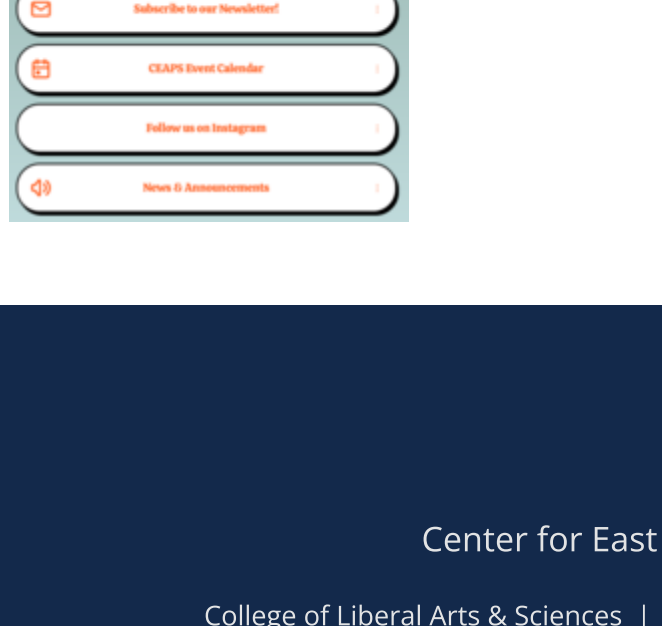 Subscribe to our Newsletter!
CEAPS Event Calendar
Follow us on Instagram
News & Announcements
Center for East
College of Liberal Arts & Sciences |